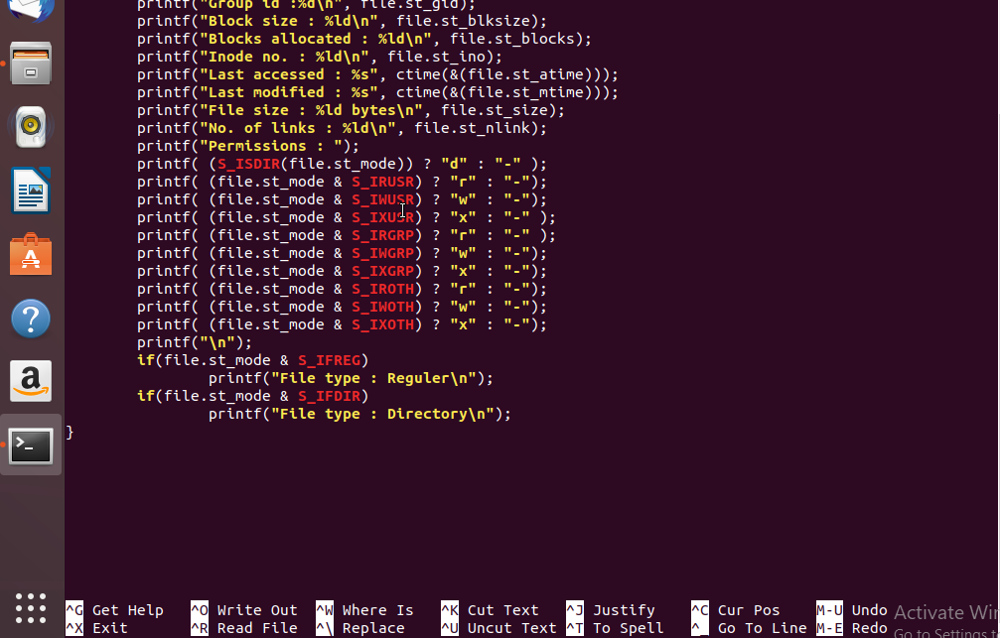 printf("Group id :%d\n", file.st_gid);
printf("Block size : %ld\n", file.st_blksize);
printf("Blocks allocated : %ld\n", file.st_blocks);
printf("Inode no. : %ld\n", file.st_ino);
printf("Last accessed : %s", ctime(&(file.st_atime)));
printf("Last modified : %s", ctime(&(file.st_mtime)));
printf("File size : %ld bytes\n", file.st_size);
printf("No. of links : %ld\n", file.st_nlink);
printf("Permissions : ");
printf( (S_ISDIR(file.st_mode)) ? "d" : "-" );
printf( (file.st_mode & S_IRUSR) ? "r" : "-");
printf( (file.st_mode & S_IWUSR) ? "w" : "-");
printf( (file.st_mode & S_IXUSR) ? "x" : "-" );
printf( (file.st_mode & S_IRGRP) ? "r" : "-" );
printf( (file.st_mode & S_IWGRP) ? "w" : "-");
printf( (file.st_mode & S_IXGRP) ? "x" : "-");
printf( (file.st_mode & S_IROTH) ? "r" : "-");
printf( (file.st_mode & S_IWOTH) ? "w" : "-");
printf( (file.st_mode & S_IXOTH) ? "x" : "-");
printf("\n");
if(file.st_mode & S_IFREG)
printf("File type : Reguler\n");
if(file.st_mode & S_IFDIR)
printf("File type : Directory\n");
}
^G Get Help ^O Write Out ^W Where Is ^K Cut Text ^J Justify ^C Cur Pos M-U Undo
^X Exit ^R Read File ^\ Replace ^U Uncut Text ^T To Spell ^_ Go To Line M-E Redo
Activate Win
Go to Settings